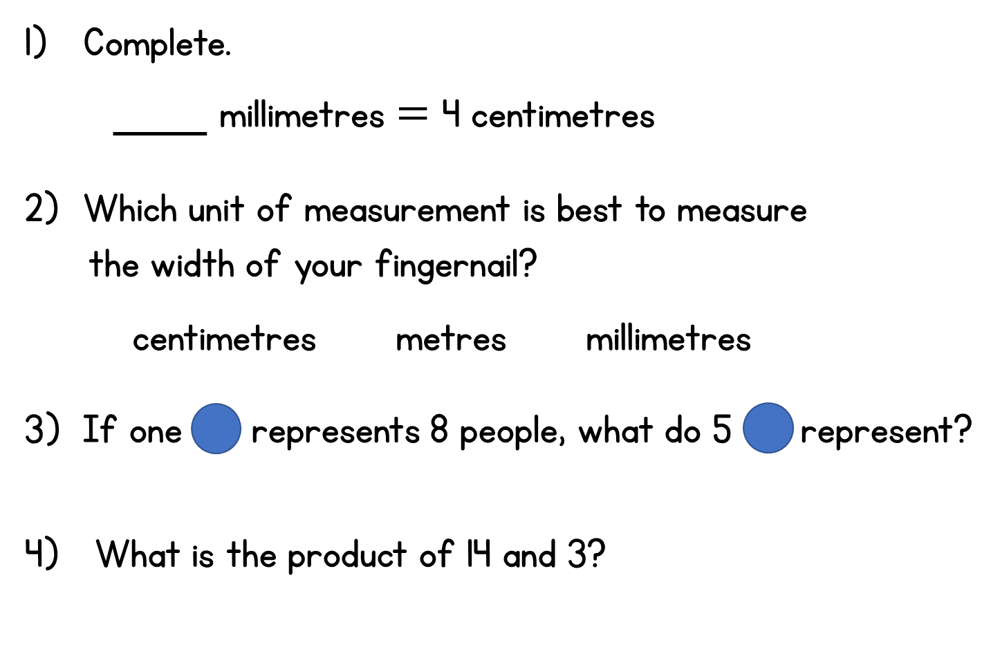 1) Complete.
_____ millimetres = 4 centimetres
2) Which unit of measurement is best to measure
the width of your fingernail?
centimetres metres millimetres
3) If one represents 8 people, what do 5 represent?
4) What is the product of 14 and 3?